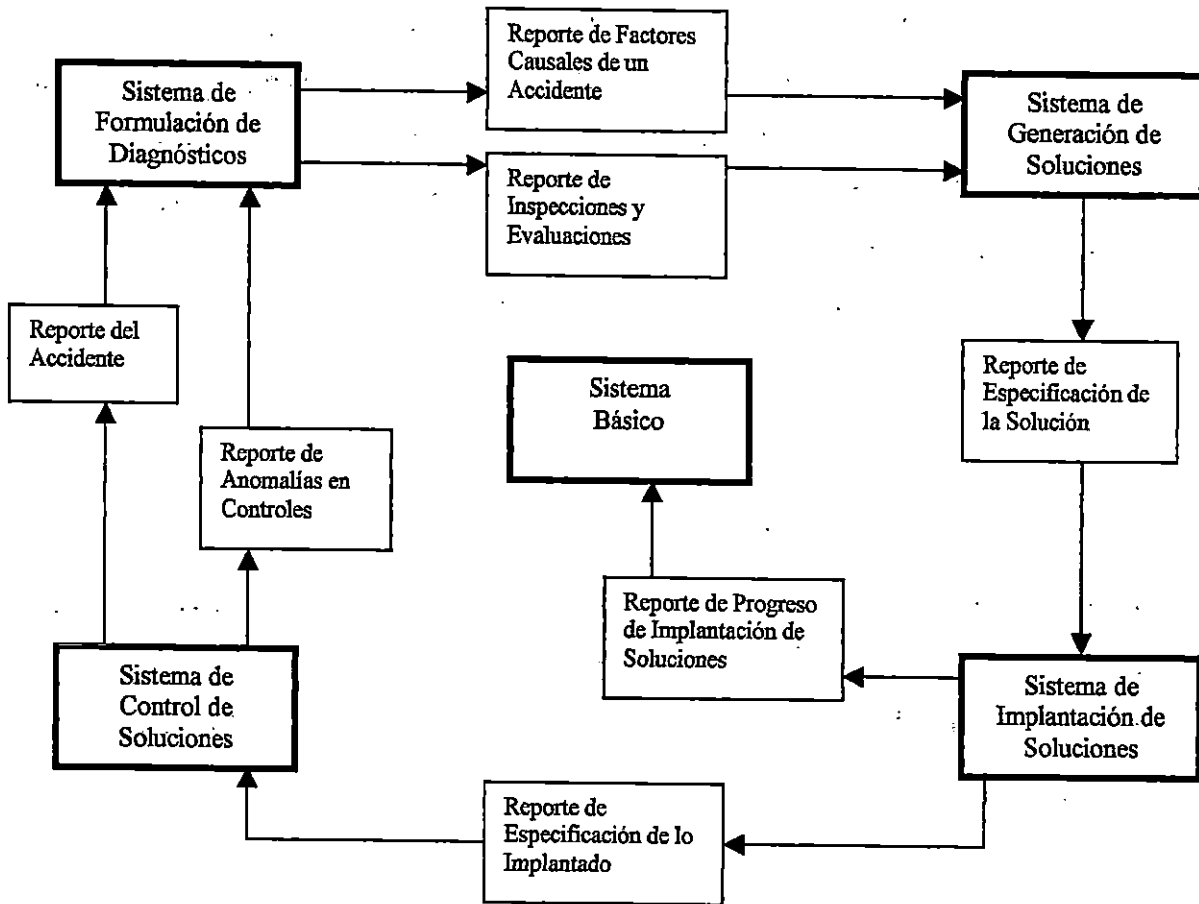 Reporte de Factores
Causales de un
Accidente
Sistema de
Formulación de
Diagnósticos
Sistema de
Generación de
Soluciones
Reporte de
Inspecciones y
Evaluaciones
Reporte del
Accidente
Sistema
Básico
Reporte de
Especificación de
la Solución
Reporte de
Anomalías en
Controles
Reporte de Progreso
de Implantación de
Soluciones
Sistema de
Control de
Soluciones
Sistema de
Implantación de
Soluciones
Reporte de
Especificación de lo
Implantado